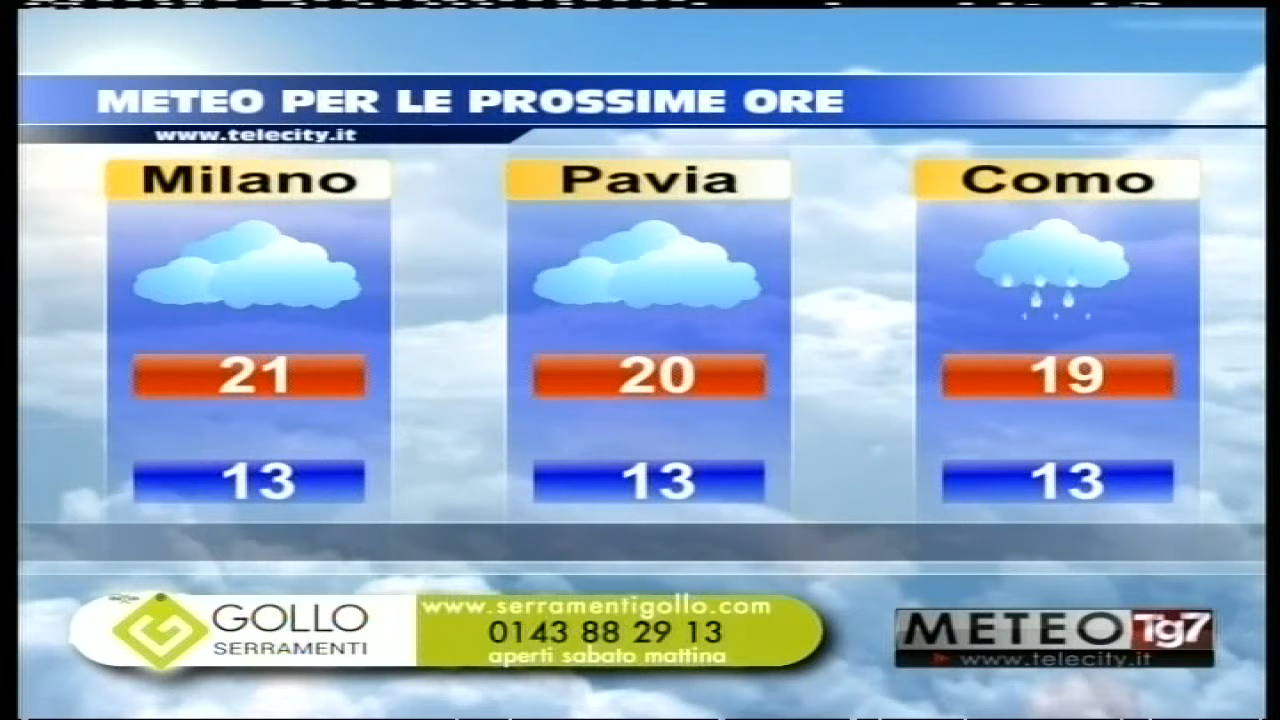 METEO PER LE PROSSIME ORE
www.telecity.it
Milano
Pavia
Como
21
20
19
13
13
13
GOLLO
SERRAMENTI
www.serramentigollo.com
0143 88 29 13
aperti sabato mattina
METEO Tg7
www.telecity.it